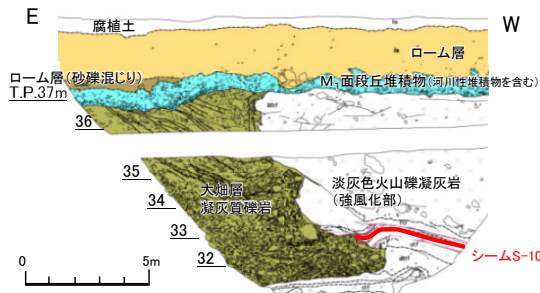 E
W
腐植土
ローム層
ローム層(砂礫混じり)
M₁面段丘堆積物(河川性堆積物を含む)
T.P.37m
36
35
34
33
32
大畑層
凝灰質礫岩
淡灰色火山礫凝灰岩
(強風化部)
シームS-10
0
5m